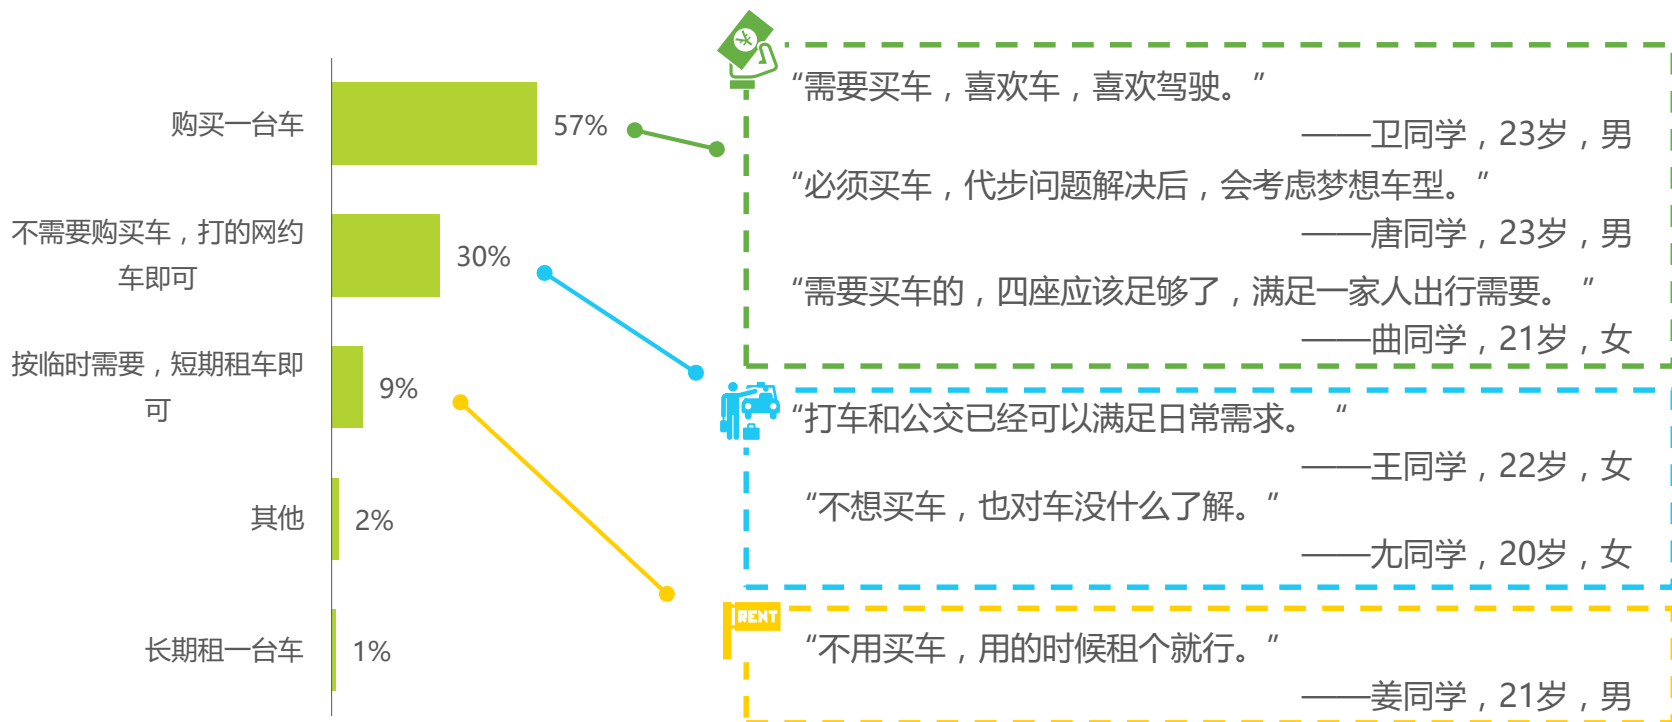 购买一台车
57%
不需要购买车，打的网约
车即可
30%
按临时需要，短期租车即
可
9%
其他
2%
长期租一台车
1%
“需要买车，喜欢车，喜欢驾驶。”
——卫同学，23岁，男
“必须买车，代步问题解决后，会考虑梦想车型。”
——唐同学，23岁，男
“需要买车的，四座应该足够了，满足一家人出行需要。”
——曲同学，21岁，女
“打车和公交已经可以满足日常需求。“
——王同学，22岁，女
“不想买车，也对车没什么了解。”
——尢同学，20岁，女
RENT
“不用买车，用的时候租个就行。”
——姜同学，21岁，男